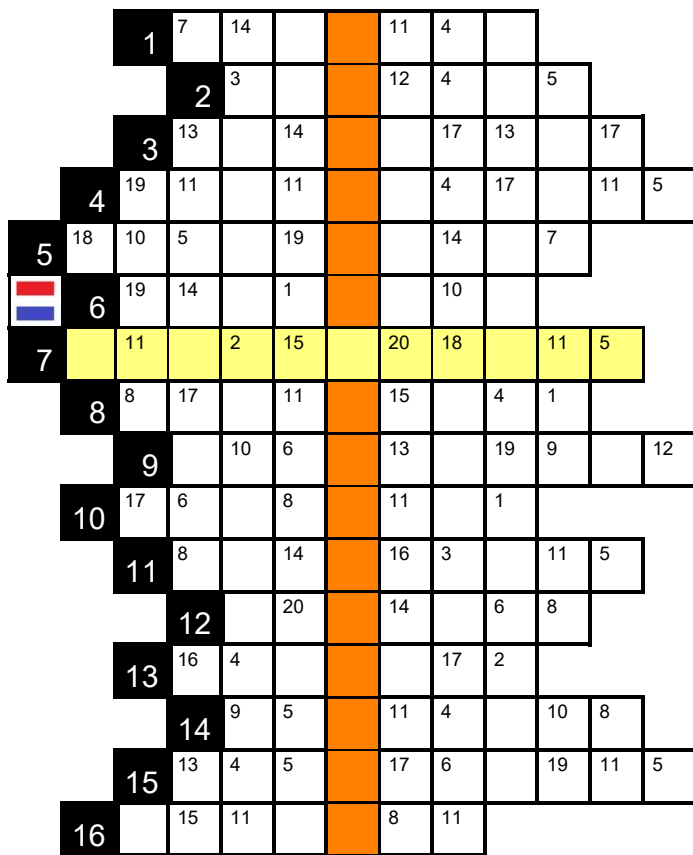 1 7 14 11 4
2 3 12 4 5
3 13 14 17 13 17
4 19 11 11 4 17 11 5
5 18 10 5 19 14 7
6 19 14 1 10
7 11 2 15 20 18 11 5
8 8 17 11 15 4 1
9 10 6 13 19 9 12
10 17 6 8 11 1
11 8 14 16 3 11 5
12 20 14 6 8
13 16 4 17 2
14 9 5 11 4 10 8
15 13 4 5 17 6 19 11 5
16 15 11 8 11